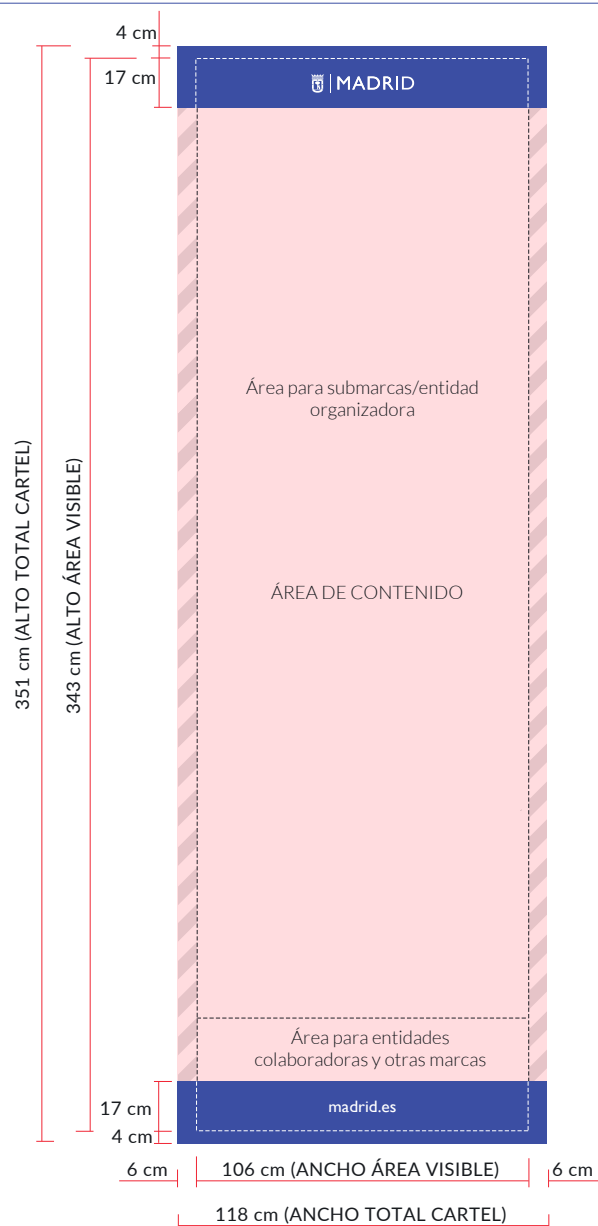 4 cm
17 cm
MADRID
Área para submarcas/entidad
organizadora
ÁREA DE CONTENIDO
351 cm (ALTO TOTAL CARTEL)
343 cm (ALTO ÁREA VISIBLE)
Área para entidades
colaboradoras y otras marcas
17 cm
madrid.es
4 cm
6 cm
106 cm (ANCHO ÁREA VISIBLE)
6 cm
118 cm (ANCHO TOTAL CARTEL)